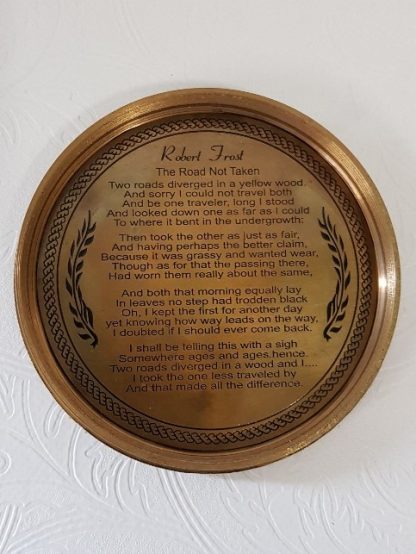 Robert Frost
The Road Not Taken
Two roads diverged in a yellow wood.
And sorry I could not travel both
And be one traveler, long I stood
And looked down one as far as I could
To where it bent in the undergrowth:
Then took the other as just as fair,
And having perhaps the better claim,
Because it was grassy and wanted wear,
Though as for that the passing there,
Had worn them really about the same,
And both that morning equally lay
In leaves no step had trodden black
Oh, I kept the first for another day
yet knowing how way leads on the way,
I doubted if I should ever come back.
I shall be telling this with a sigh
Somewhere ages and ages hence.
Two roads diverged in a wood and I....
I took the one less traveled by
And that made all the difference.